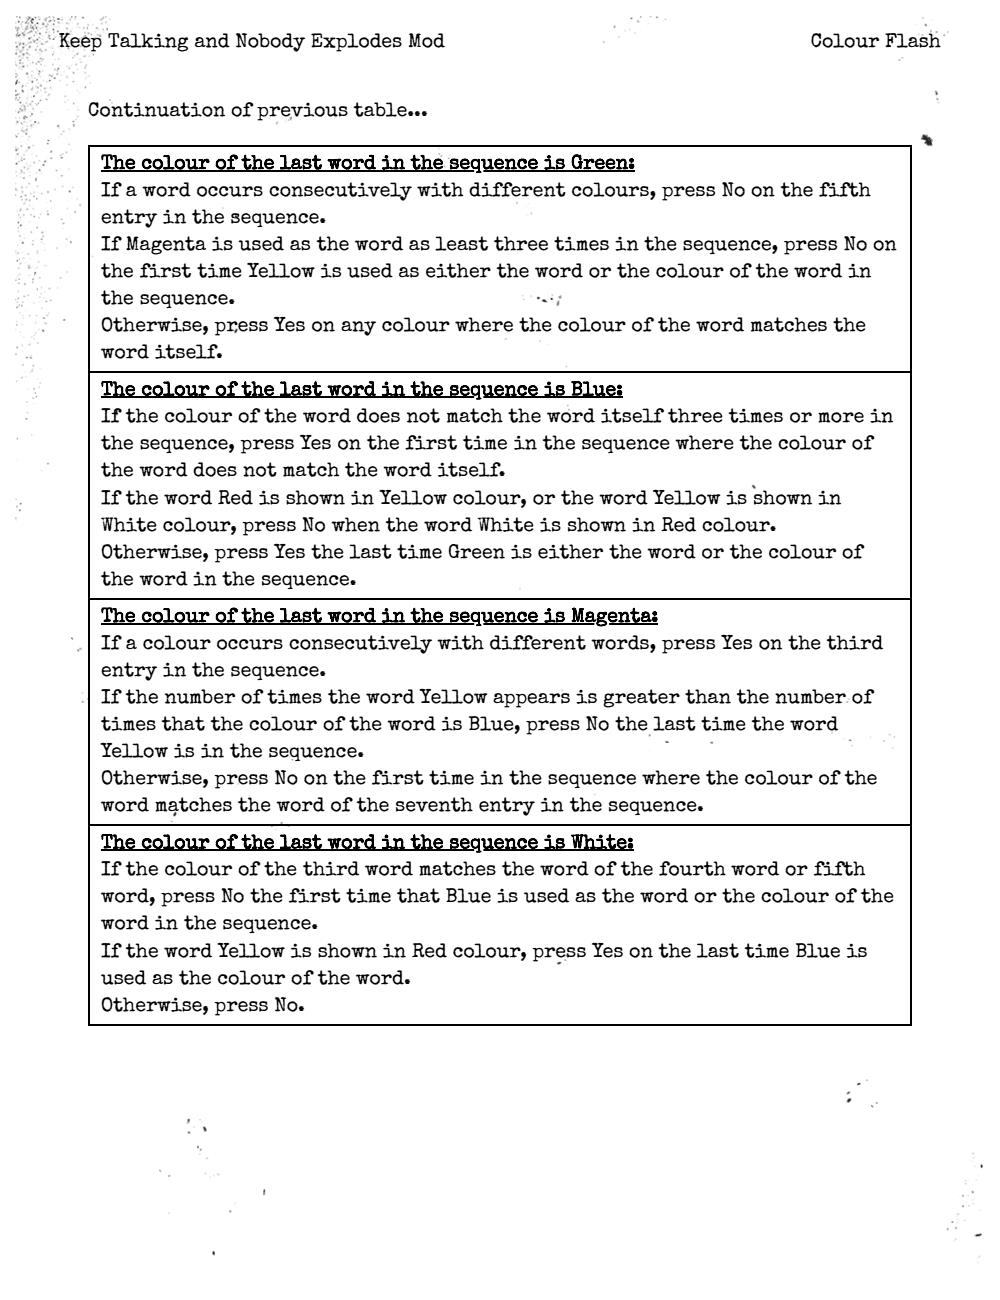 Keep Talking and Nobody Explodes Mod
Colour Flash
Continuation of previous table...
The colour of the last word in the sequence is Green:
If a word occurs consecutively with different colours, press No on the fifth
entry in the sequence.
If Magenta is used as the word as least three times in the sequence, press No on
the first time Yellow is used as either the word or the colour of the word in
the sequence.
Otherwise, press Yes on any colour where the colour of the word matches the
word itself.
The colour of the last word in the sequence is Blue:
If the colour of the word does not match the word itself three times or more in
the sequence, press Yes on the first time in the sequence where the colour of
the word does not match the word itself.
If the word Red is shown in Yellow colour, or the word Yellow is shown in
White colour, press No when the word White is shown in Red colour.
Otherwise, press Yes the last time Green is either the word or the colour of
the word in the sequence.
The colour of the last word in the sequence is Magenta:
If a colour occurs consecutively with different words, press Yes on the third
entry in the sequence.
If the number of times the word Yellow appears is greater than the number of
times that the colour of the word is Blue, press No the last time the word
Yellow is in the sequence.
Otherwise, press No on the first time in the sequence where the colour of the
word matches the word of the seventh entry in the sequence.
The colour of the last word in the sequence is White:
If the colour of the third word matches the word of the fourth word or fifth
word, press No the first time that Blue is used as the word or the colour of the
word in the sequence.
If the word Yellow is shown in Red colour, press Yes on the last time Blue is
used as the colour of the word.
Otherwise, press No.